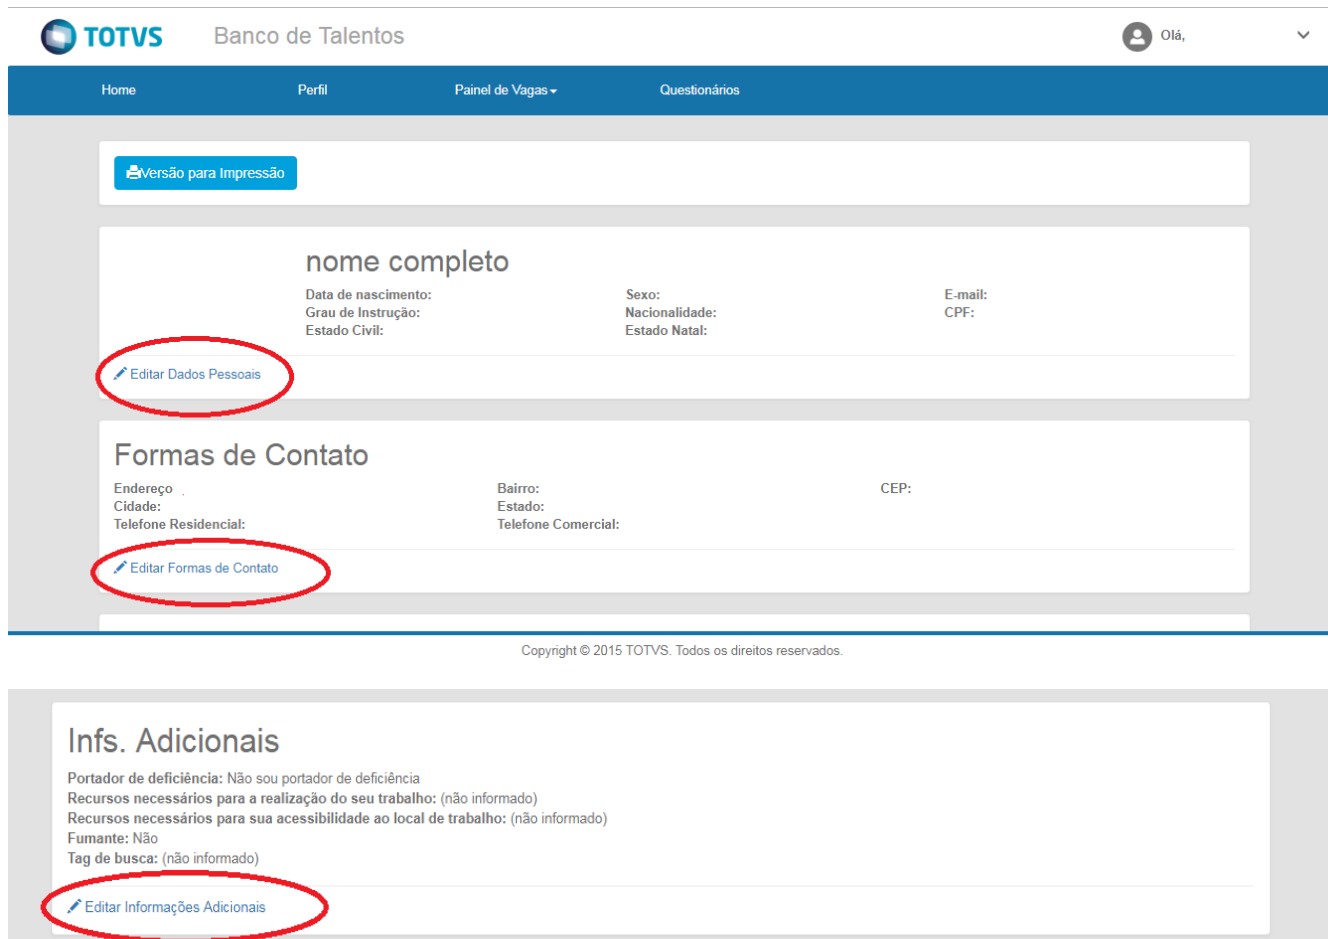 TOTVS Banco de Talentos Olá,
Home Perfil Painel de Vagas Questionários
Versão para Impressão
nome completo
Data de nascimento: Sexo: E-mail:
Grau de Instrução: Nacionalidade: CPF:
Estado Civil: Estado Natal:
Editar Dados Pessoais
Formas de Contato
Endereço Bairro: CEP:
Cidade: Estado:
Telefone Residencial: Telefone Comercial:
Editar Formas de Contato
Copyright © 2015 TOTVS. Todos os direitos reservados.
Infs. Adicionais
Portador de deficiência: Não sou portador de deficiência
Recursos necessários para a realização do seu trabalho: (não informado)
Recursos necessários para sua acessibilidade ao local de trabalho: (não informado)
Fumante: Não
Tag de busca: (não informado)
Editar Informações Adicionais